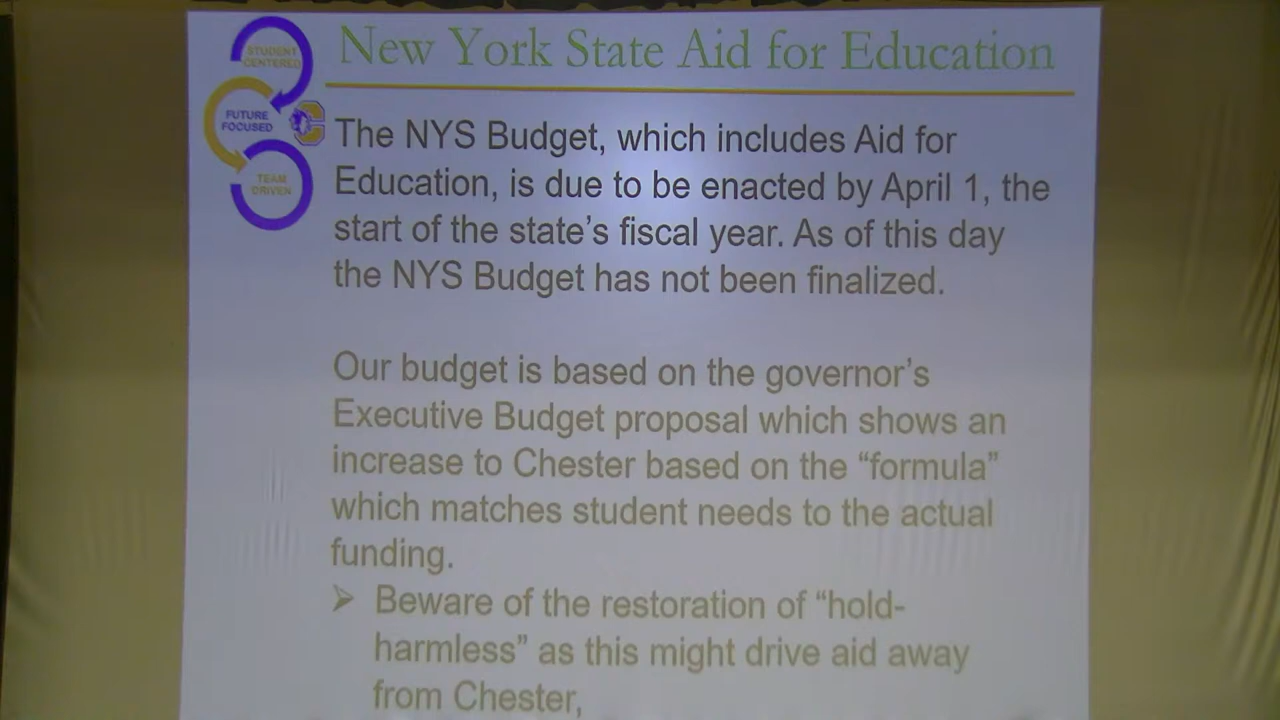 New York State Aid for Education
STUDENT
CENTERED
FUTURE
FOCUSED
C
TEAM
DRIVEN
The NYS Budget, which includes Aid for
Education, is due to be enacted by April 1, the
start of the state's fiscal year. As of this day
the NYS Budget has not been finalized.
Our budget is based on the governor's
Executive Budget proposal which shows an
increase to Chester based on the “formula”
which matches student needs to the actual
funding.
➢ Beware of the restoration of “hold-
harmless” as this might drive aid away
from Chester,